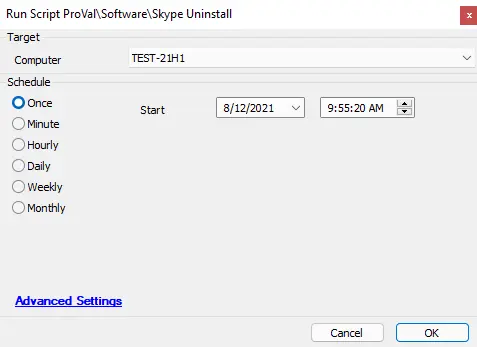 Run Script ProVal\Software\Skype Uninstall
x
Target
Computer TEST-21H1
Schedule
Once Start 8/12/2021 9:55:20 AM
Minute
Hourly
Daily
Weekly
Monthly
Advanced Settings
Cancel OK